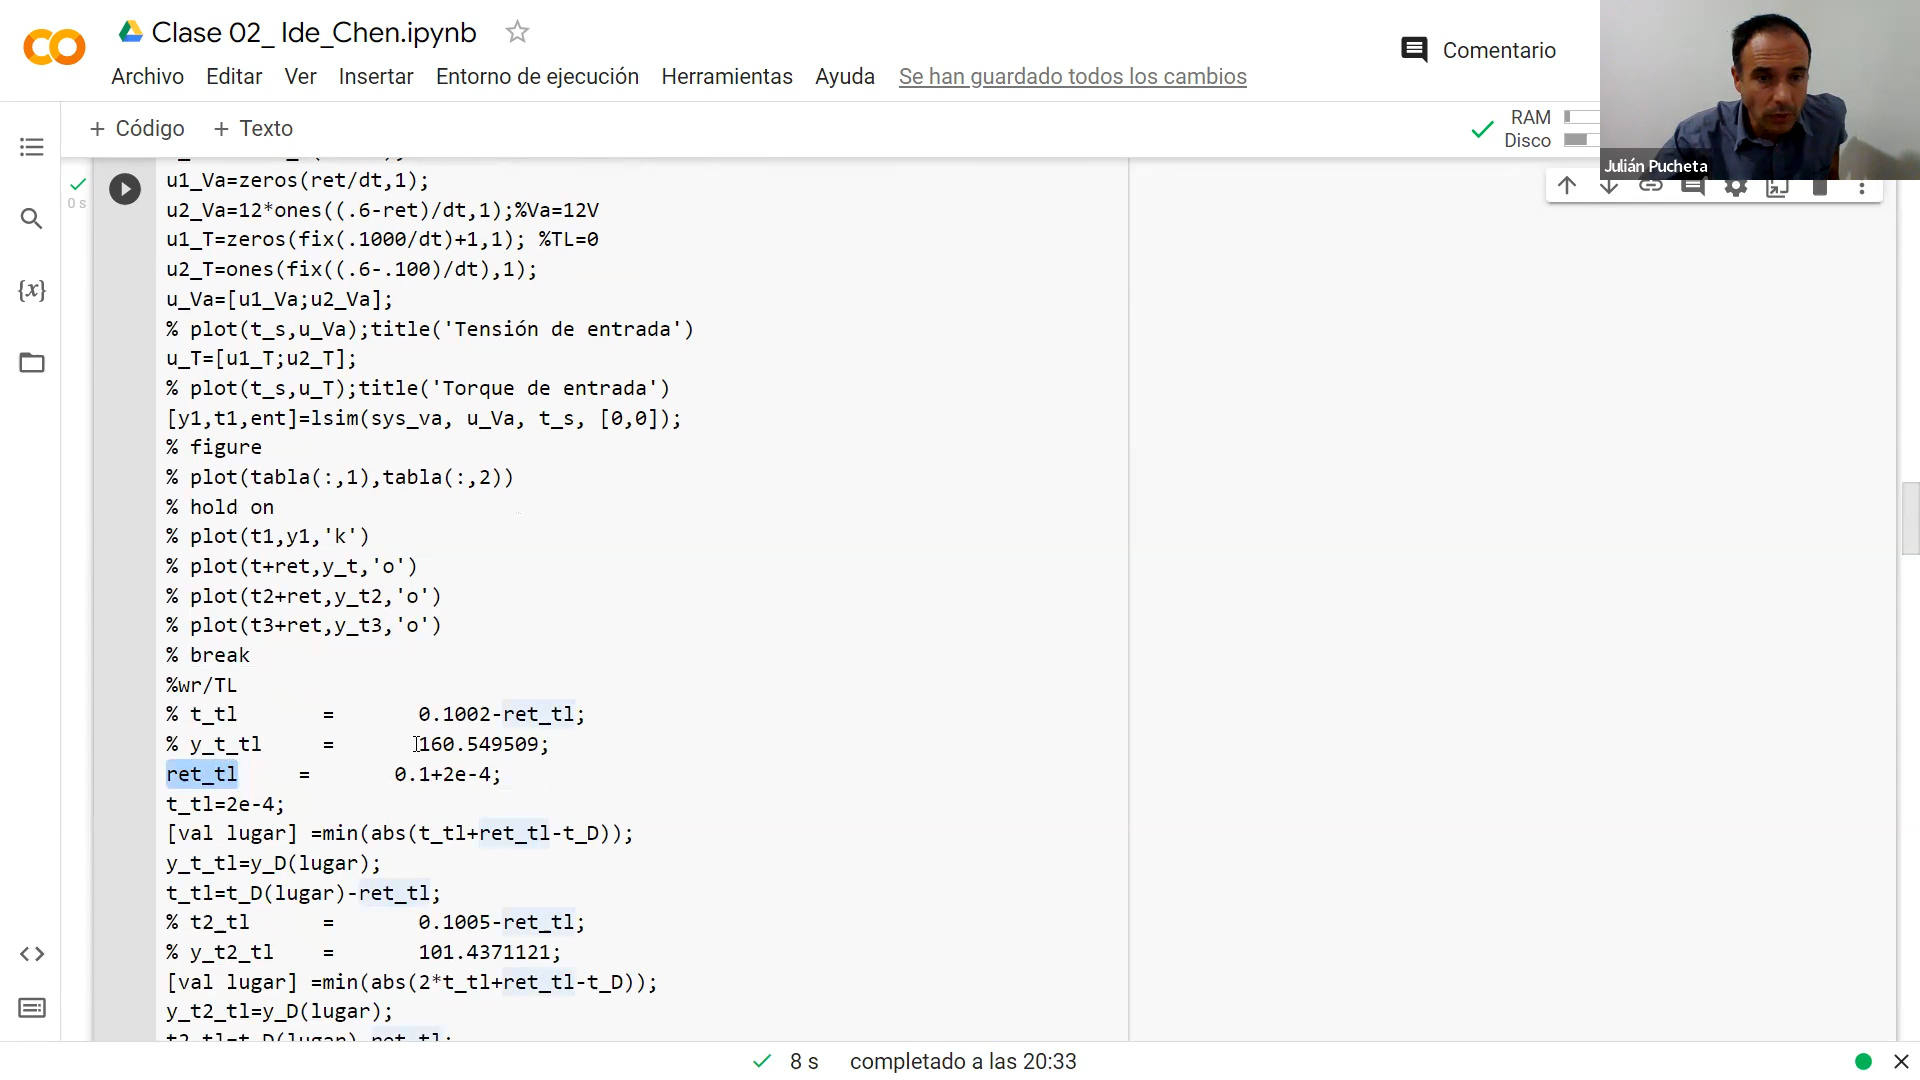 Clase 02_ Ide_Chen.ipynb
Comentario
Archivo Editar Ver Insertar Entorno de ejecución Herramientas Ayuda Se han guardado todos los cambios
+ Código + Texto
RAM
Disco
Julián Pucheta
0 s
u1_Va=zeros(ret/dt,1);
u2_Va=12*ones((.6-ret)/dt,1);%Va=12V
u1_T=zeros(fix(.1000/dt)+1,1); %TL=0
u2_T=ones(fix((.6-.100)/dt),1);
u_Va=[u1_Va;u2_Va];
% plot(t_s,u_Va);title('Tensión de entrada')
u_T=[u1_T;u2_T];
% plot(t_s,u_T);title('Torque de entrada')
[y1,t1,ent]=lsim(sys_va, u_Va, t_s, [0,0]);
% figure
% plot(tabla(:,1),tabla(:,2))
% hold on
% plot(t1,y1,'k')
% plot(t+ret,y_t,'o')
% plot(t2+ret,y_t2,'o')
% plot(t3+ret,y_t3,'o')
% break
%wr/TL
% t_tl = 0.1002-ret_tl;
% y_t_tl = 160.549509;
ret_tl = 0.1+2e-4;
t_tl=2e-4;
[val lugar] =min(abs(t_tl+ret_tl-t_D));
y_t_tl=y_D(lugar);
t_tl=t_D(lugar)-ret_tl;
% t2_tl = 0.1005-ret_tl;
% y_t2_tl = 101.4371121;
[val lugar] =min(abs(2*t_tl+ret_tl-t_D));
y_t2_tl=y_D(lugar);
t2_tl=t_D(lugar)-ret_tl;
8 s completado a las 20:33